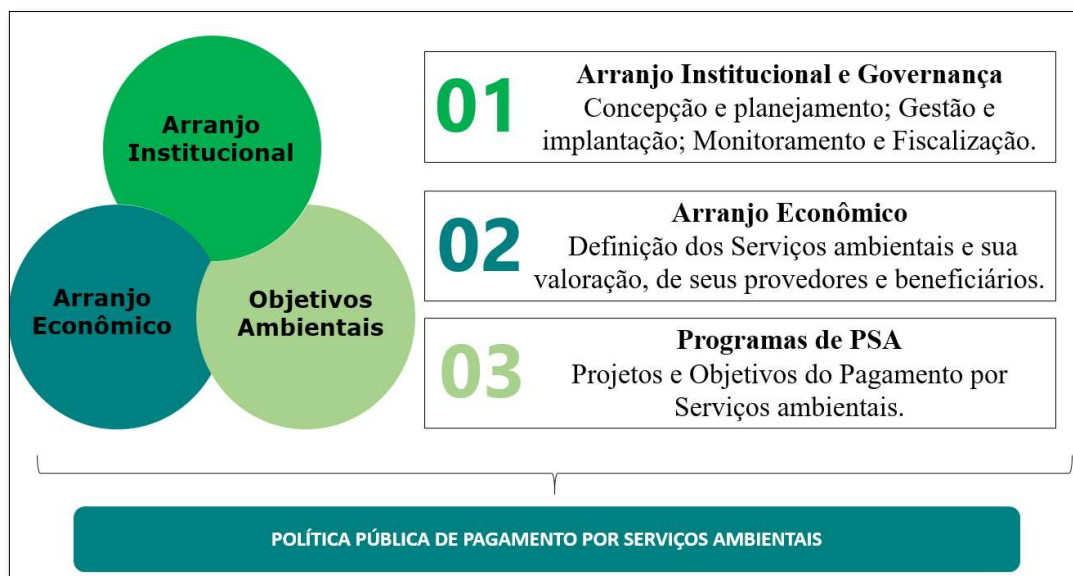 Arranjo
Institucional
Arranjo
Econômico
Objetivos
Ambientais
01
Arranjo Institucional e Governança
Concepção e planejamento; Gestão e
implantação; Monitoramento e Fiscalização.
02
Arranjo Econômico
Definição dos Serviços ambientais e sua
valoração, de seus provedores e beneficiários.
03
Programas de PSA
Projetos e Objetivos do Pagamento por
Serviços ambientais.
POLÍTICA PÚBLICA DE PAGAMENTO POR SERVIÇOS AMBIENTAIS